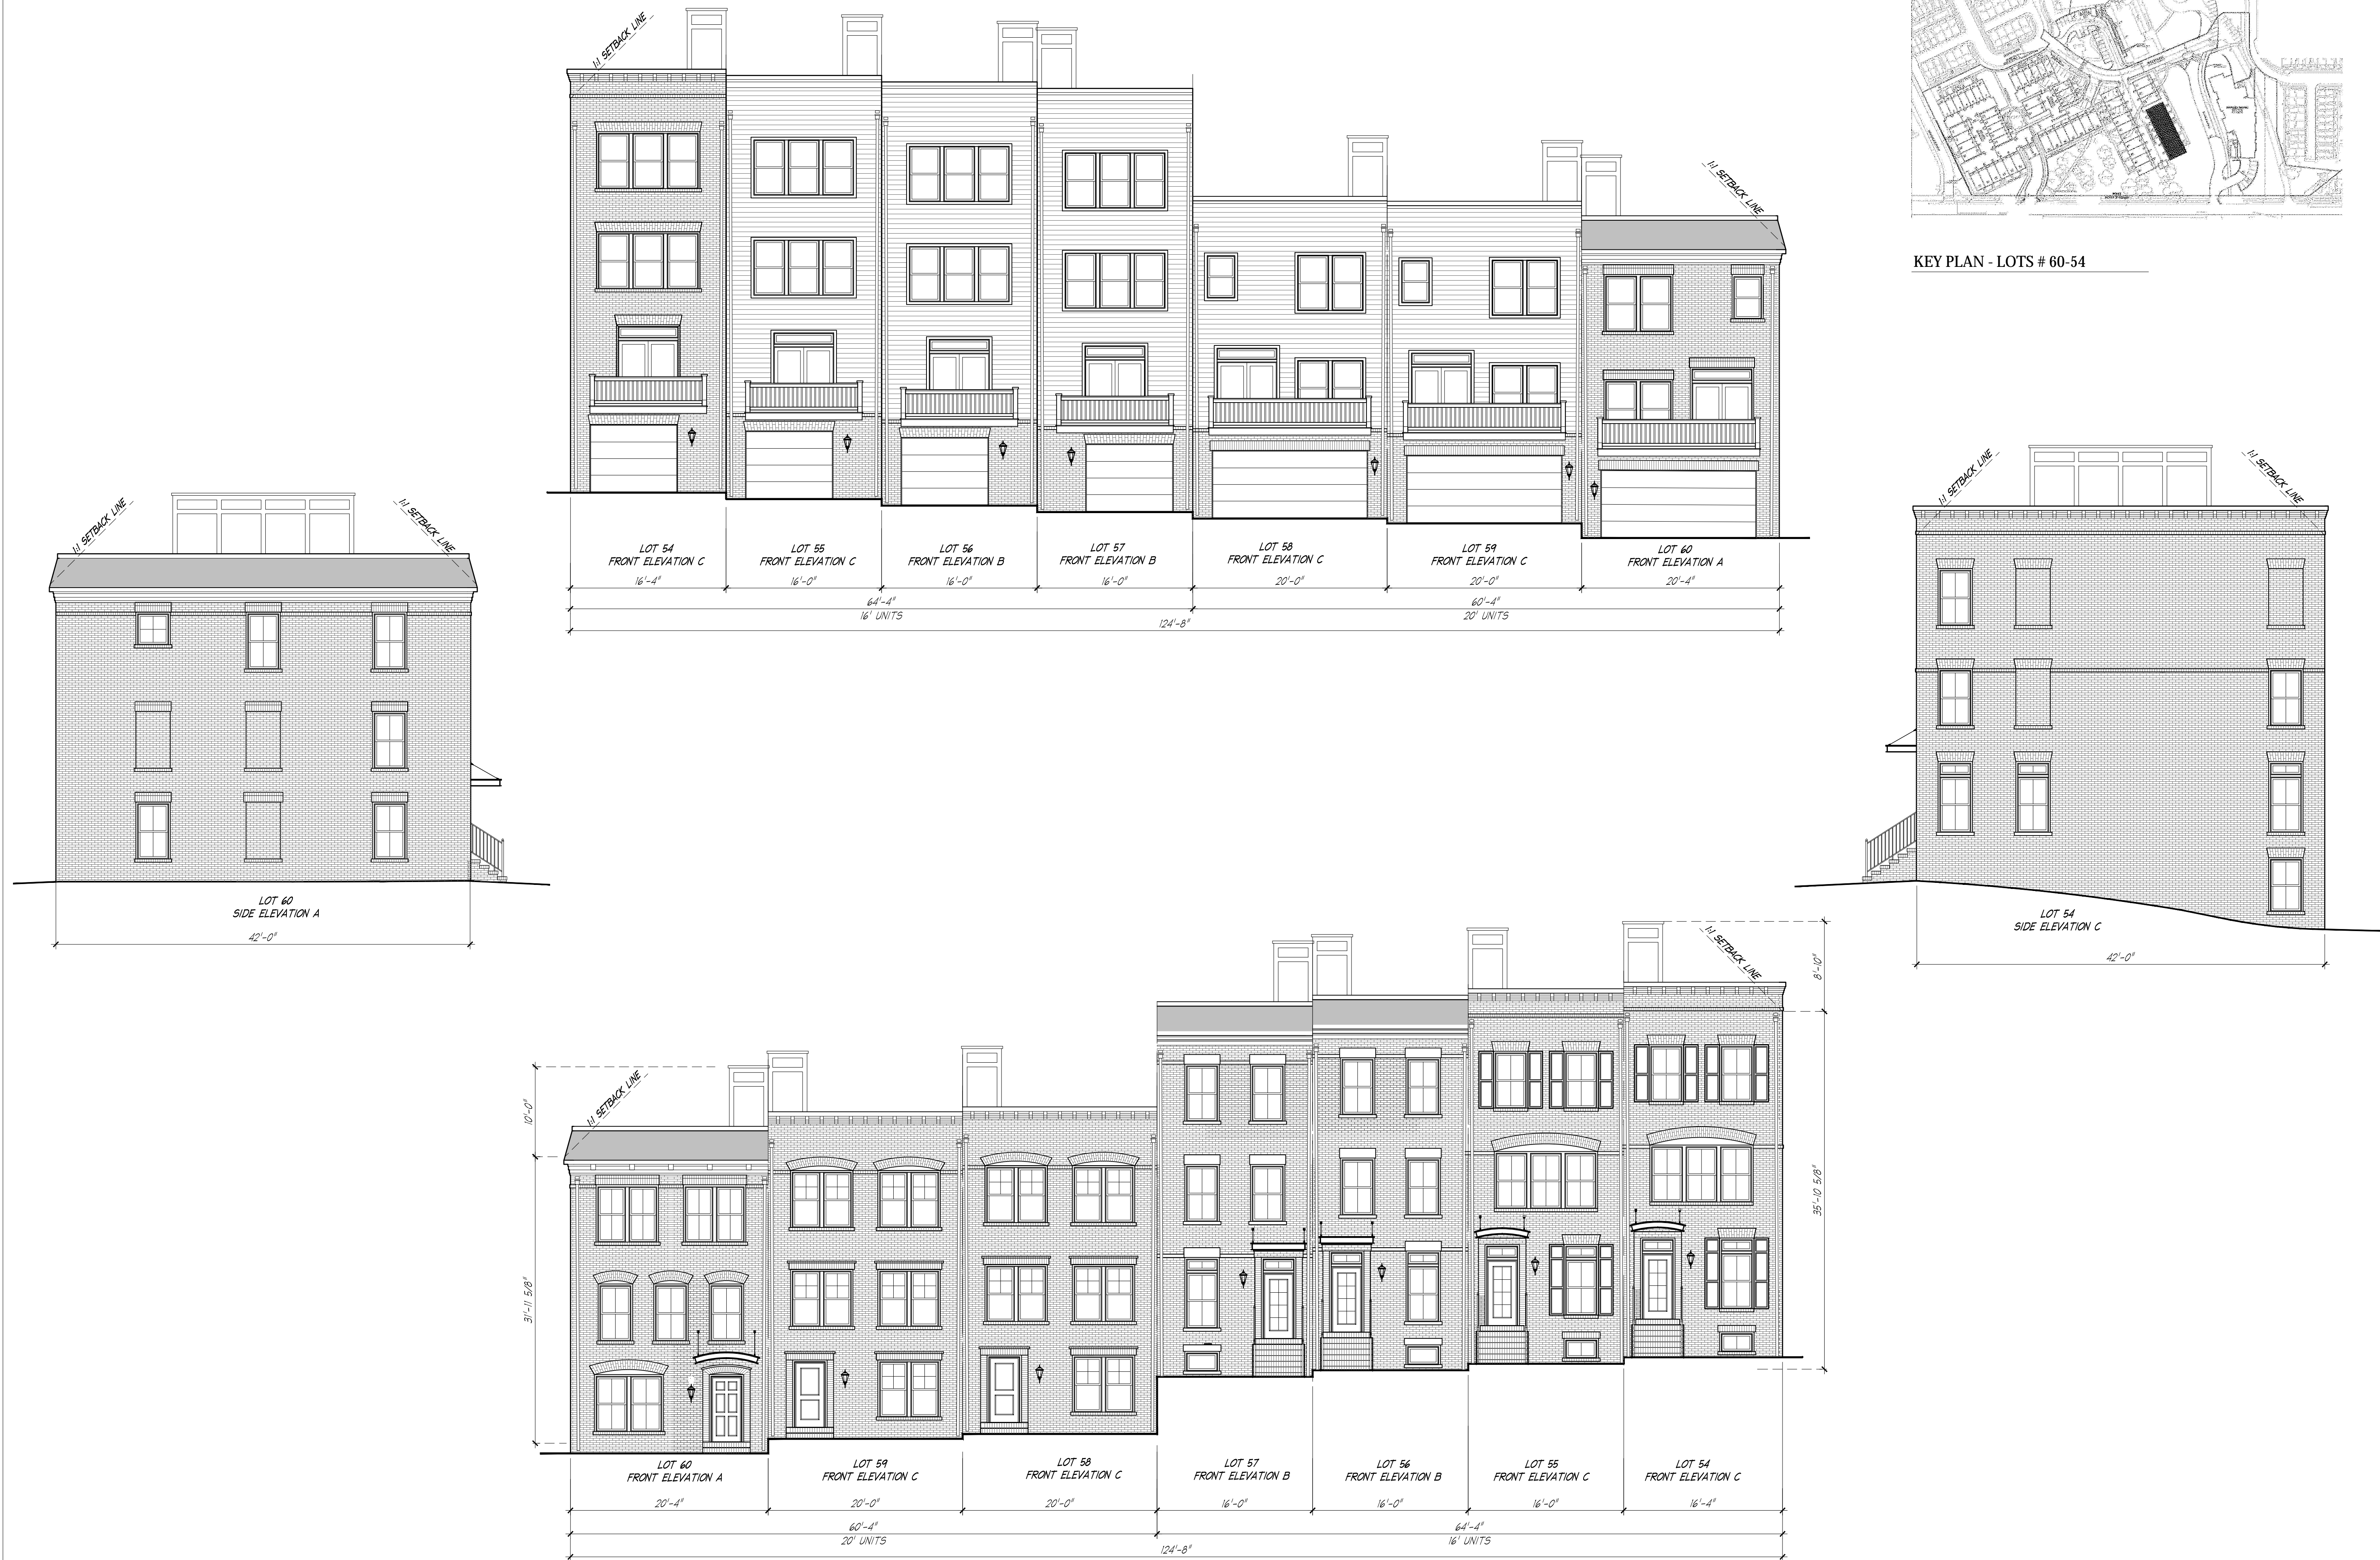 1:1 SETBACK LINE
1:1 SETBACK LINE
KEY PLAN - LOTS # 60-54
LOT 54
FRONT ELEVATION C
LOT 55
FRONT ELEVATION C
LOT 56
FRONT ELEVATION B
LOT 57
FRONT ELEVATION B
LOT 58
FRONT ELEVATION C
LOT 59
FRONT ELEVATION C
LOT 60
FRONT ELEVATION A
16'-4" 16'-0" 16'-0" 16'-0" 20'-0" 20'-0" 20'-4"
64'-4" 60'-4"
16' UNITS 20' UNITS
124'-8"
1:1 SETBACK LINE
1:1 SETBACK LINE
LOT 60
SIDE ELEVATION A
42'-0"
1:1 SETBACK LINE
1:1 SETBACK LINE
LOT 54
SIDE ELEVATION C
42'-0"
1:1 SETBACK LINE
1:1 SETBACK LINE
10'-0"
31'-11 5/8"
8'-10"
35'-10 5/8"
LOT 60
FRONT ELEVATION A
LOT 59
FRONT ELEVATION C
LOT 58
FRONT ELEVATION C
LOT 57
FRONT ELEVATION B
LOT 56
FRONT ELEVATION B
LOT 55
FRONT ELEVATION C
LOT 54
FRONT ELEVATION C
20'-4" 20'-0" 20'-0" 16'-0" 16'-0" 16'-0" 16'-4"
60'-4" 64'-4"
20' UNITS 16' UNITS
124'-8"